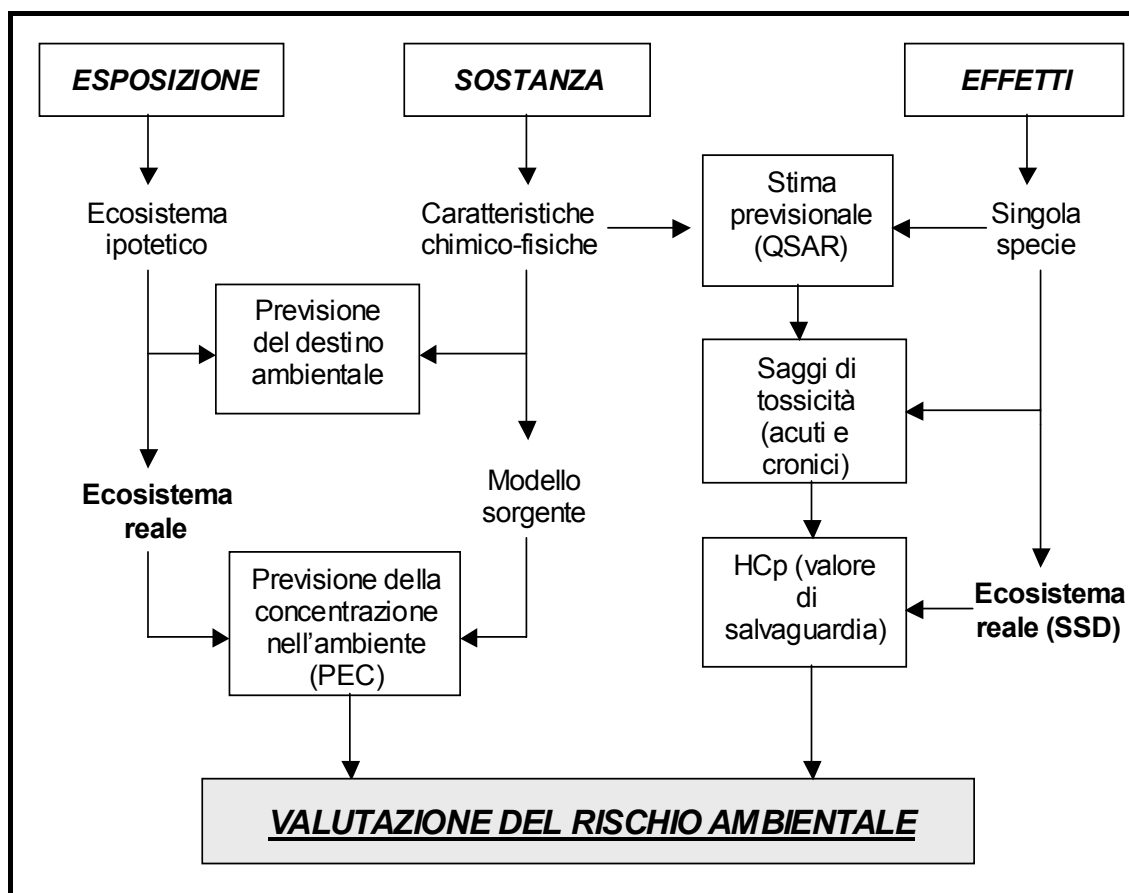 ESPOSIZIONE
SOSTANZA
EFFETTI
Ecosistema
ipotetico
Caratteristiche
chimico-fisiche
Stima
previsionale
(QSAR)
Singola
specie
Previsione
del destino
ambientale
Saggi di
tossicità
(acuti e
cronici)
Ecosistema
reale
Modello
sorgente
Previsione della
concentrazione
nell'ambiente
(PEC)
HCp (valore
di
salvaguardia)
Ecosistema
reale (SSD)
VALUTAZIONE DEL RISCHIO AMBIENTALE